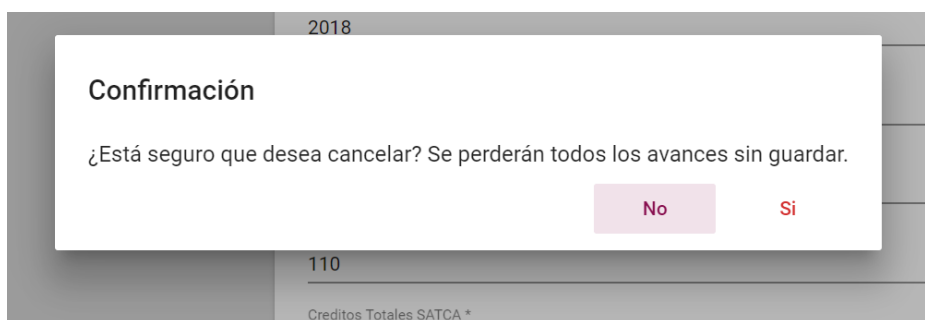 2018
Confirmación
¿Está seguro que desea cancelar? Se perderán todos los avances sin guardar.
No Si
110
Creditos Totales SATCA *